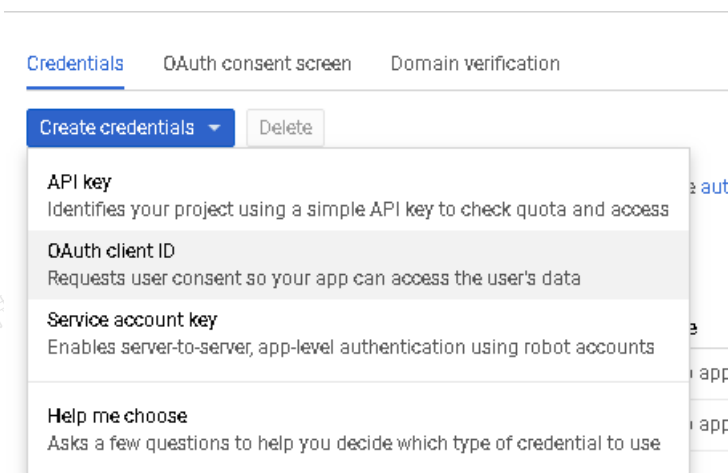 Credentials OAuth consent screen Domain verification
Create credentials Delete
API key
Identifies your project using a simple API key to check quota and access
aut
OAuth client ID
Requests user consent so your app can access the user's data
Service account key
Enables server-to-server, app-level authentication using robot accounts
app
Help me choose
app
Asks a few questions to help you decide which type of credential to use